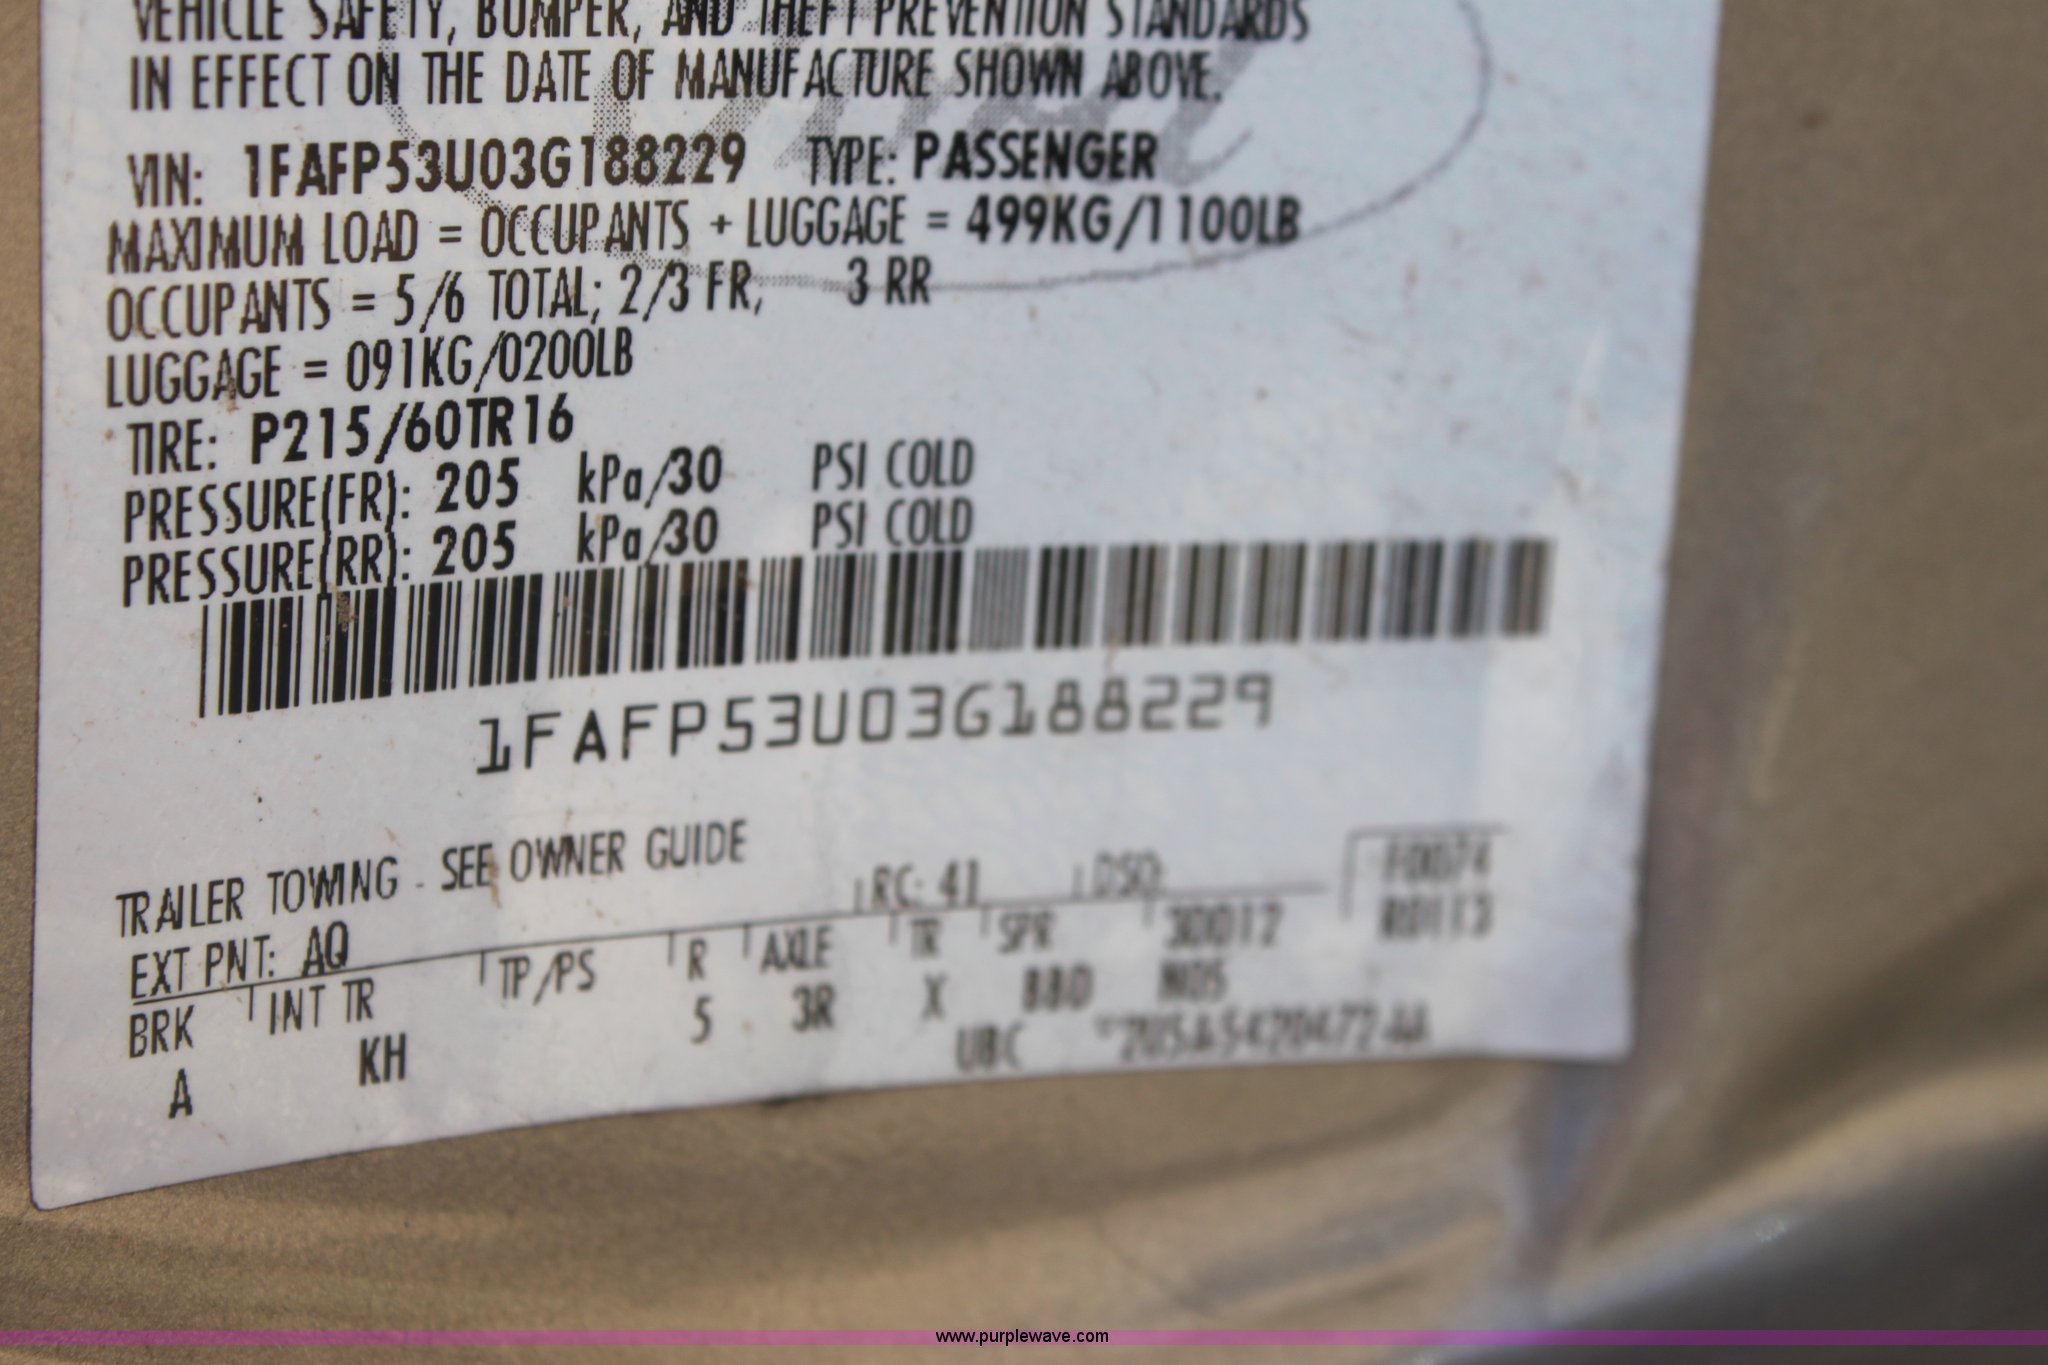 VEHICLE SAFETY, BUMPER, AND THEFT PREVENTION STANDARDS
IN EFFECT ON THE DATE OF MANUFACTURE SHOWN ABOVE.
VIN: 1FAFP53U03G188229 TYPE: PASSENGER
MAXIMUM LOAD = OCCUPANTS + LUGGAGE = 499KG/1100LB
OCCUPANTS = 5/6 TOTAL; 2/3 FR, 3 RR
LUGGAGE = 091KG/0200LB
TIRE: P215/60TR16
PRESSURE(FR): 205 kPa/30 PSI COLD
PRESSURE(RR): 205 kPa/30 PSI COLD
1FAFP53U03G188229
TRAILER TOWING - SEE OWNER GUIDE
EXT PNT: AQ RC: 41 DSO:
BRK INT TR TP/PS R AXLE TR SPR
A KH 5 3R X
UBC
www.purplewave.com